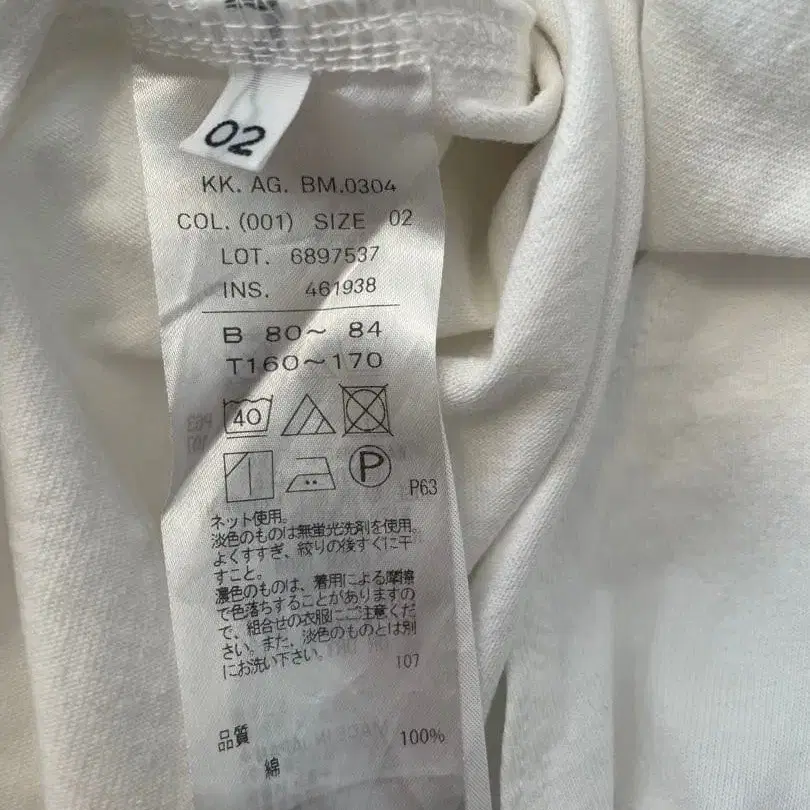 02
KK. AG. BM.0304
COL. (001) SIZE 02
LOT. 6897537
INS. 461938
B 80~ 84
T160~170
40
P
P63
ネット使用。
淡色のものは無蛍光洗剤を使用。
よくすすぎ、絞りの後すぐに干
すこと。
濃色のものは、着用による摩擦
で色落ちすることがありますの
で、組合せの衣服にご注意くだ
さい。また、淡色のものとは別
にお洗い下さい。
107
品質
綿 100%